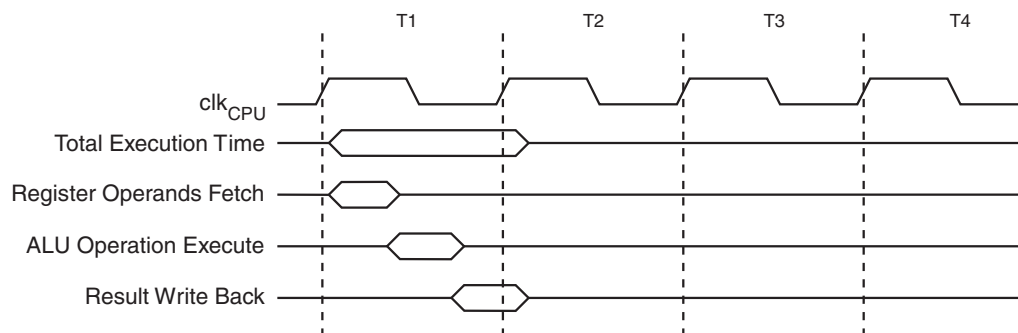 T1 T2 T3 T4
clkCPU
Total Execution Time
Register Operands Fetch
ALU Operation Execute
Result Write Back